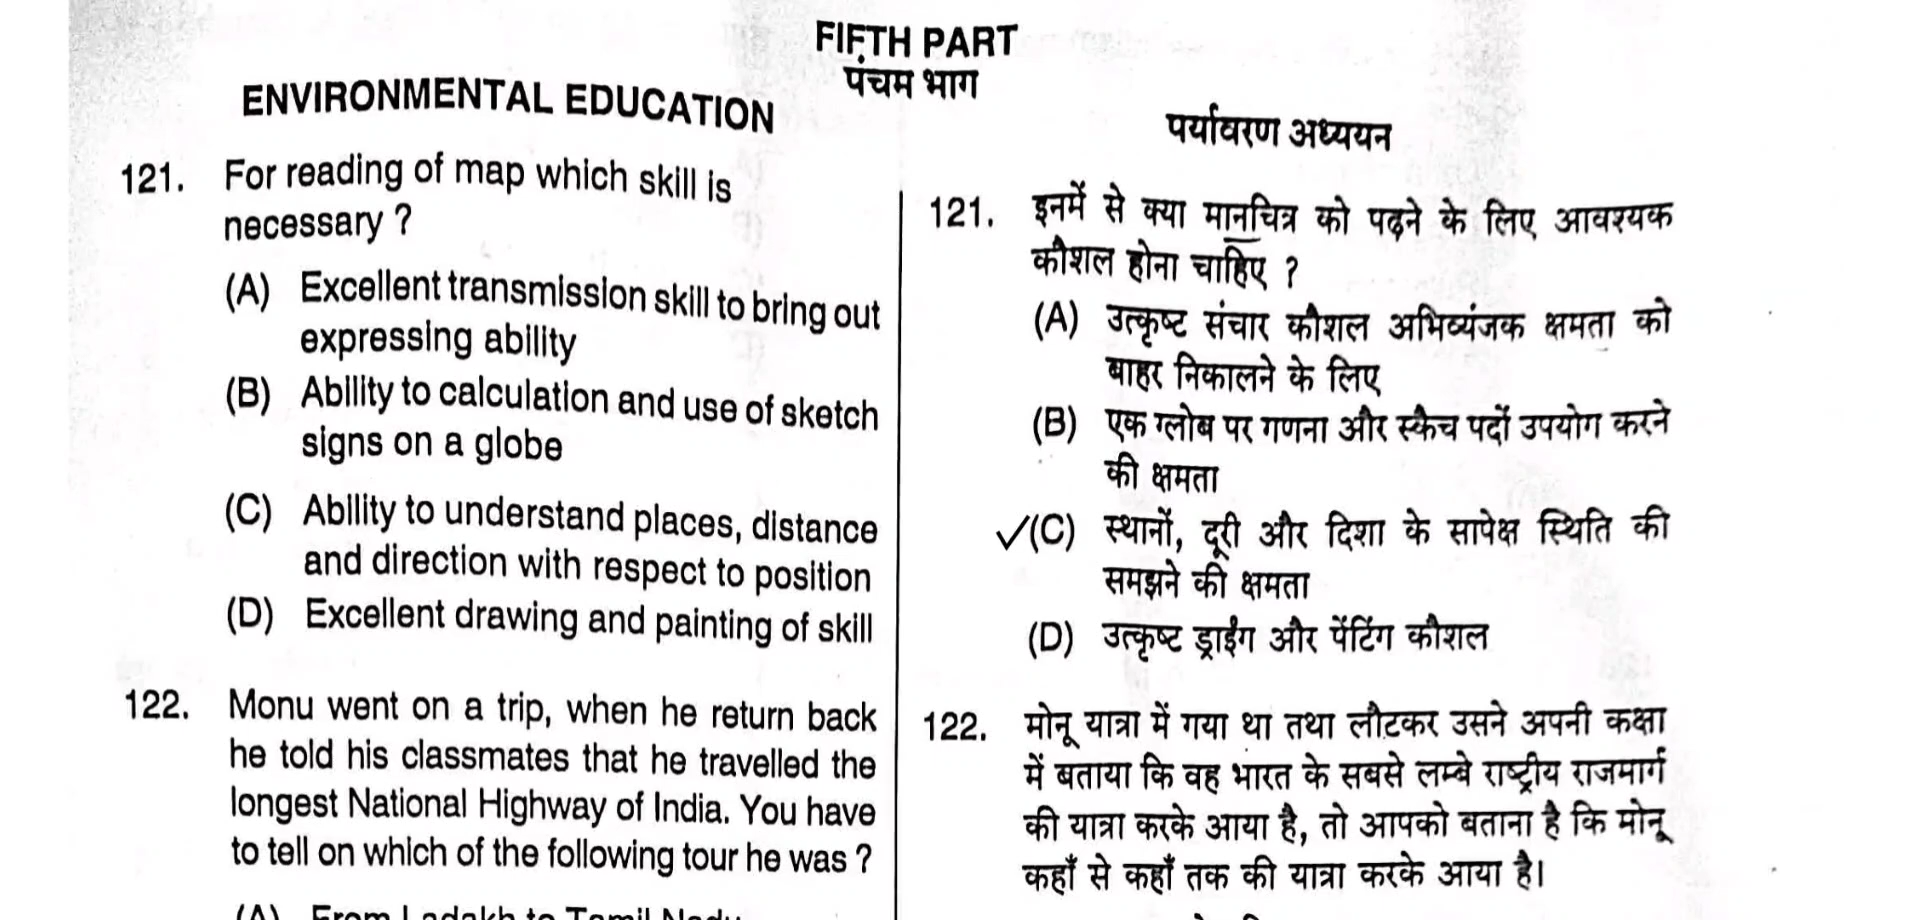 FIFTH PART
पंचम भाग
ENVIRONMENTAL EDUCATION
121. For reading of map which skill is
necessary ?
(A) Excellent transmission skill to bring out
expressing ability
(B) Ability to calculation and use of sketch
signs on a globe
(C) Ability to understand places, distance
and direction with respect to position
(D) Excellent drawing and painting of skill
122. Monu went on a trip, when he return back
he told his classmates that he travelled the
longest National Highway of India. You have
to tell on which of the following tour he was ?
(A) From Ladakh to Tamil Nadu
पर्यावरण अध्ययन
121. इनमें से क्या मानचित्र को पढ़ने के लिए आवश्यक
कौशल होना चाहिए ?
(A) उत्कृष्ट संचार कौशल अभिव्यंजक क्षमता को
बाहर निकालने के लिए
(B) एक ग्लोब पर गणना और स्कैच पदों उपयोग करने
की क्षमता
✓(C) स्थानों, दूरी और दिशा के सापेक्ष स्थिति की
समझने की क्षमता
(D) उत्कृष्ट ड्राईंग और पेंटिंग कौशल
122. मोनू यात्रा में गया था तथा लौटकर उसने अपनी कक्षा
में बताया कि वह भारत के सबसे लम्बे राष्ट्रीय राजमार्ग
की यात्रा करके आया है, तो आपको बताना है कि मोनू
कहाँ से कहाँ तक की यात्रा करके आया है।